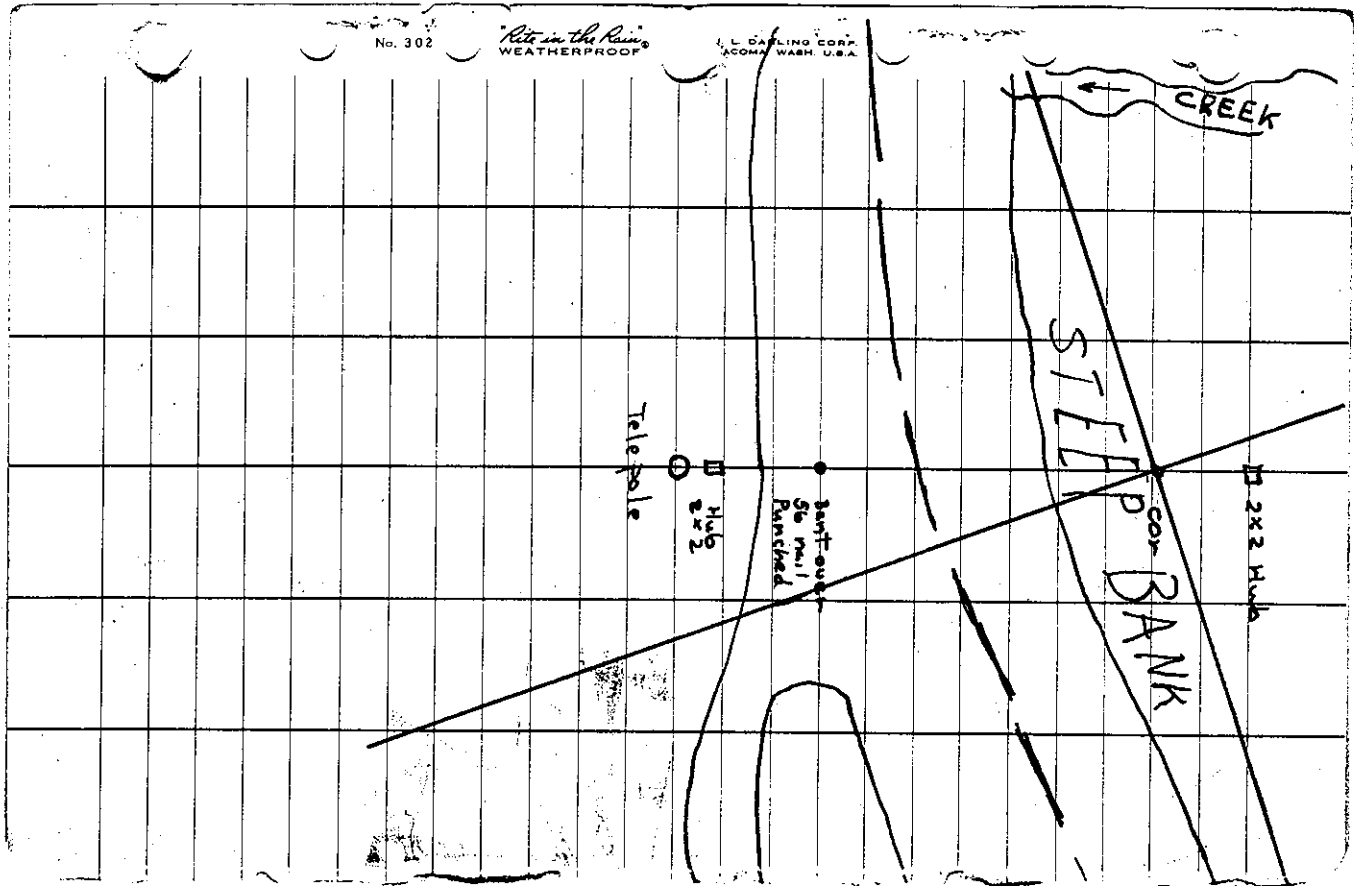 No. 302
"Rite in the Rain"®
WEATHERPROOF
J. L. DARLING CORP.
TACOMA, WASH. U.S.A.
CREEK
STEEP BANK
cor
2x2 Hub
Bent over
56 nail
Punched
Hub
2x2
Tele pole